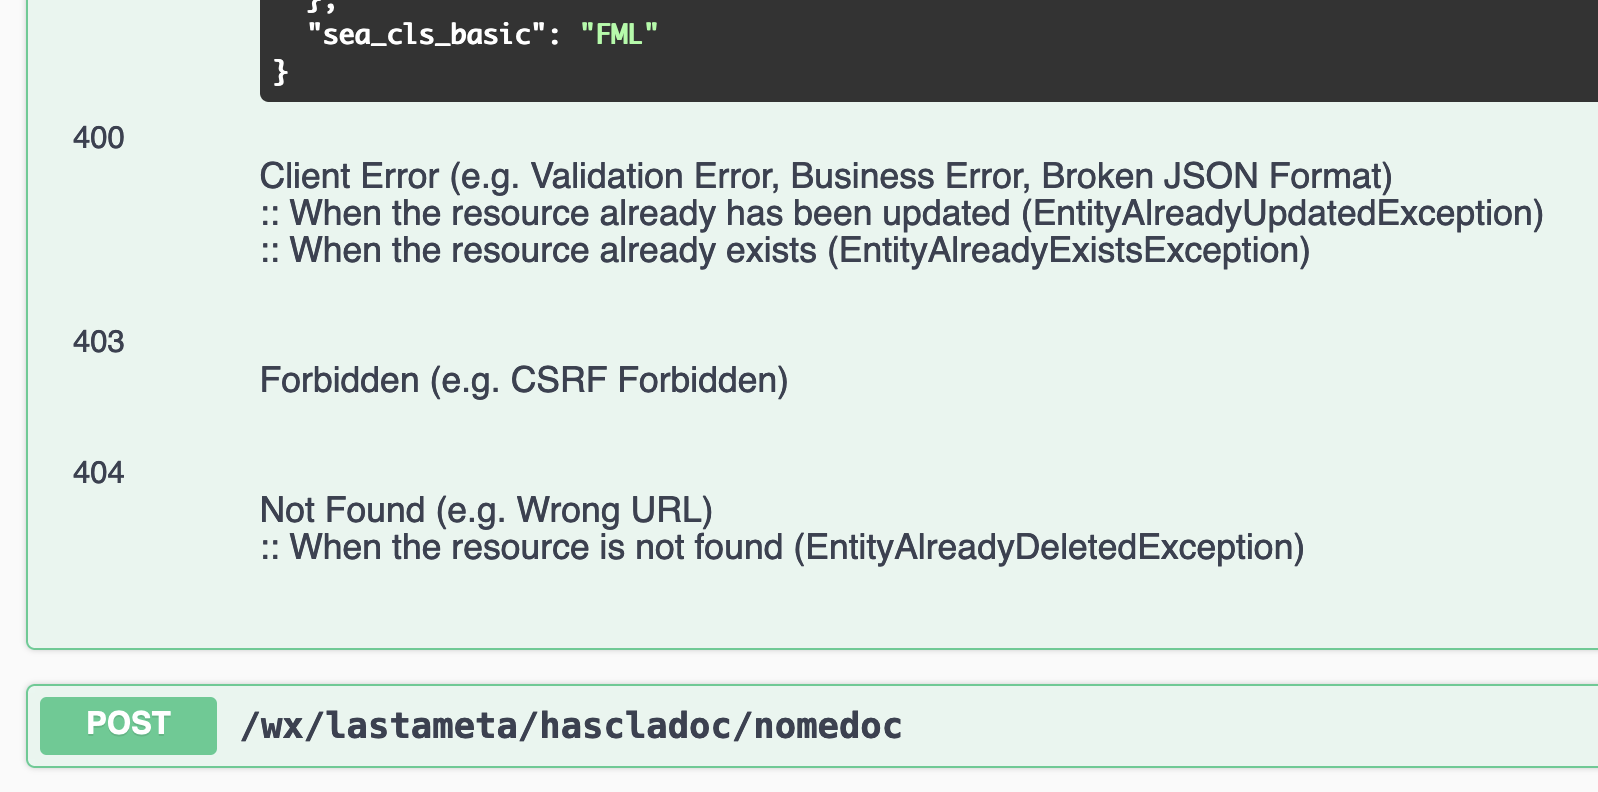 },
"sea_cls_basic": "FML"
}
400
Client Error (e.g. Validation Error, Business Error, Broken JSON Format)
:: When the resource already has been updated (EntityAlreadyUpdatedException)
:: When the resource already exists (EntityAlreadyExistsException)
403
Forbidden (e.g. CSRF Forbidden)
404
Not Found (e.g. Wrong URL)
:: When the resource is not found (EntityAlreadyDeletedException)
POST /wx/lastameta/hascladoc/nomedoc